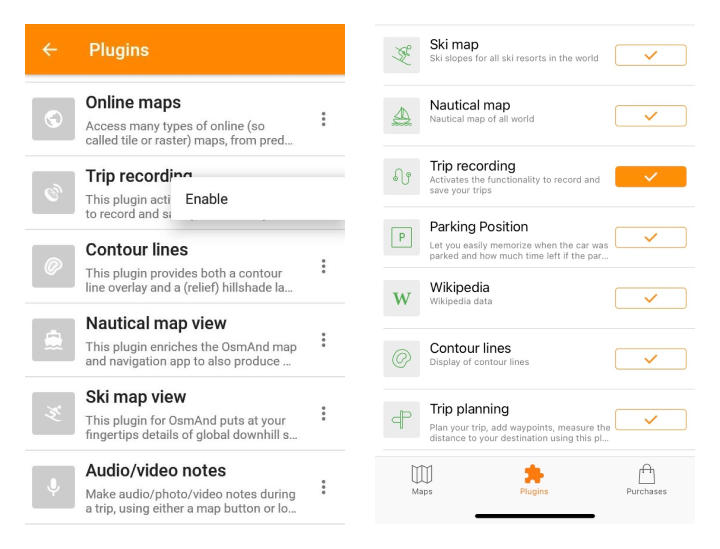 Plugins
Online maps
Access many types of online (so
called tile or raster) maps, from pred...
Trip recording
This plugin acti
to record and sa
Enable
Contour lines
This plugin provides both a contour
line overlay and a (relief) hillshade la...
Nautical map view
This plugin enriches the OsmAnd map
and navigation app to also produce ...
Ski map view
This plugin for OsmAnd puts at your
fingertips details of global downhill s...
Audio/video notes
Make audio/photo/video notes during
a trip, using either a map button or lo...
Ski map
Ski slopes for all ski resorts in the world
Nautical map
Nautical map of all world
Trip recording
Activates the functionality to record and
save your trips
P
Parking Position
Let you easily memorize when the car was
parked and how much time left if the par...
W
Wikipedia
Wikipedia data
Contour lines
Display of contour lines
Trip planning
Plan your trip, add waypoints, measure the
distance to your destination using this pl...
Maps
Plugins
Purchases